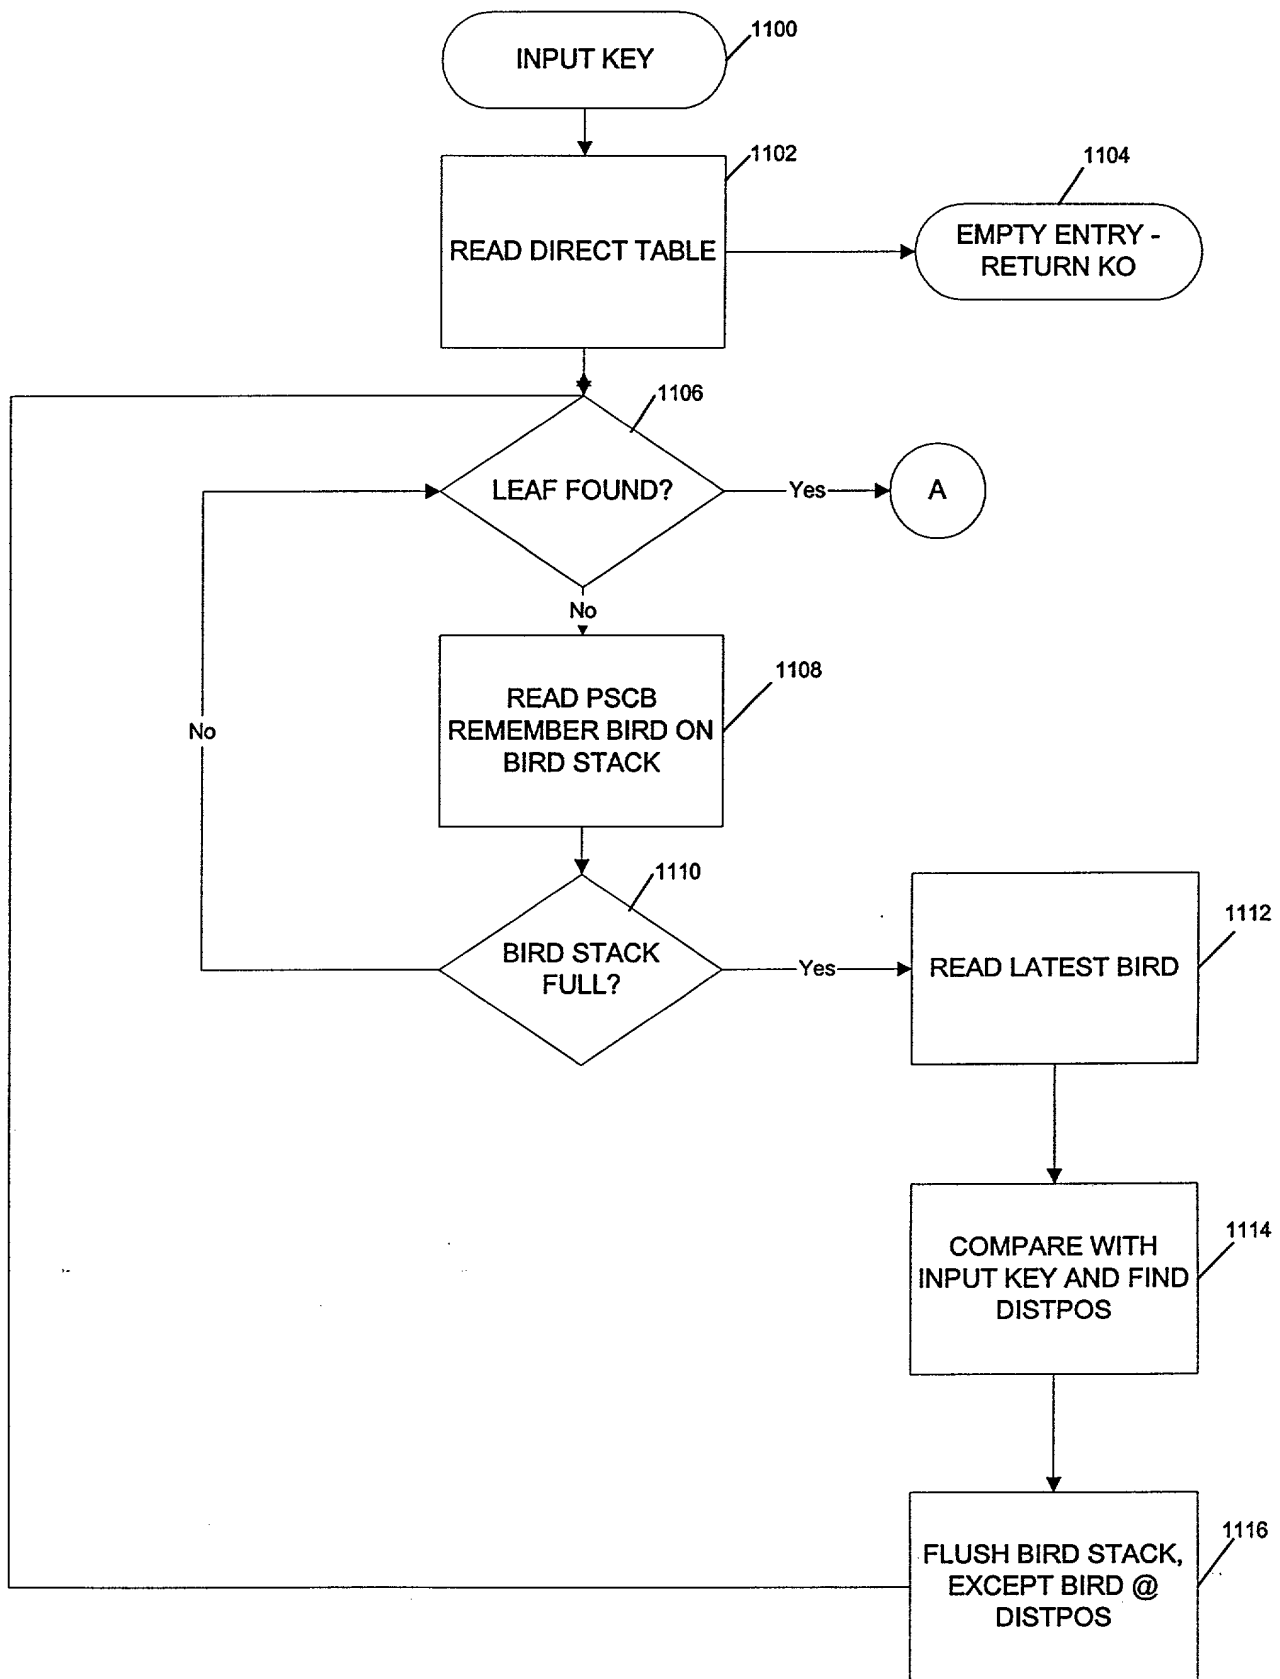 INPUT KEY
1100
READ DIRECT TABLE
1102
EMPTY ENTRY -
RETURN KO
1104
LEAF FOUND?
1106
Yes
A
No
READ PSCB
REMEMBER BIRD ON
BIRD STACK
1108
No
BIRD STACK
FULL?
1110
Yes
READ LATEST BIRD
1112
COMPARE WITH
INPUT KEY AND FIND
DISTPOS
1114
FLUSH BIRD STACK,
EXCEPT BIRD @
DISTPOS
1116